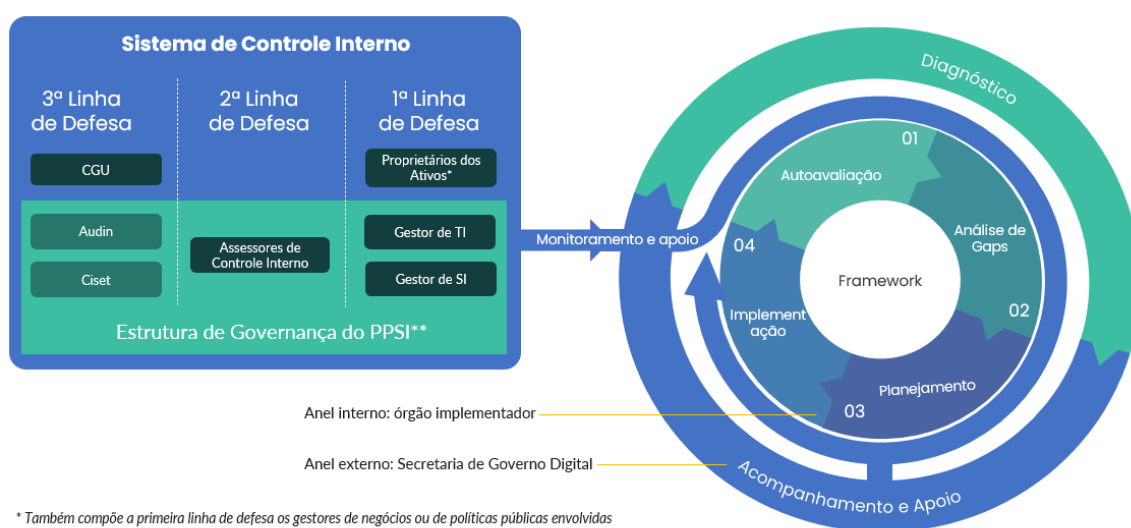 Sistema de Controle Interno
3ª Linha
de Defesa
2ª Linha
de Defesa
1ª Linha
de Defesa
CGU
Proprietários dos
Ativos*
Audin
Ciset
Assessores de
Controle Interno
Gestor de TI
Gestor de SI
Estrutura de Governança do PPSI**
Monitoramento e apoio
Diagnóstico
01
Autoavaliação
Análise de
Gaps
02
Planejamento
03
Implement
ação
04
Framework
Acompanhamento e Apoio
Anel interno: órgão implementador
Anel externo: Secretaria de Governo Digital
* Também compõe a primeira linha de defesa os gestores de negócios ou de políticas públicas envolvidas